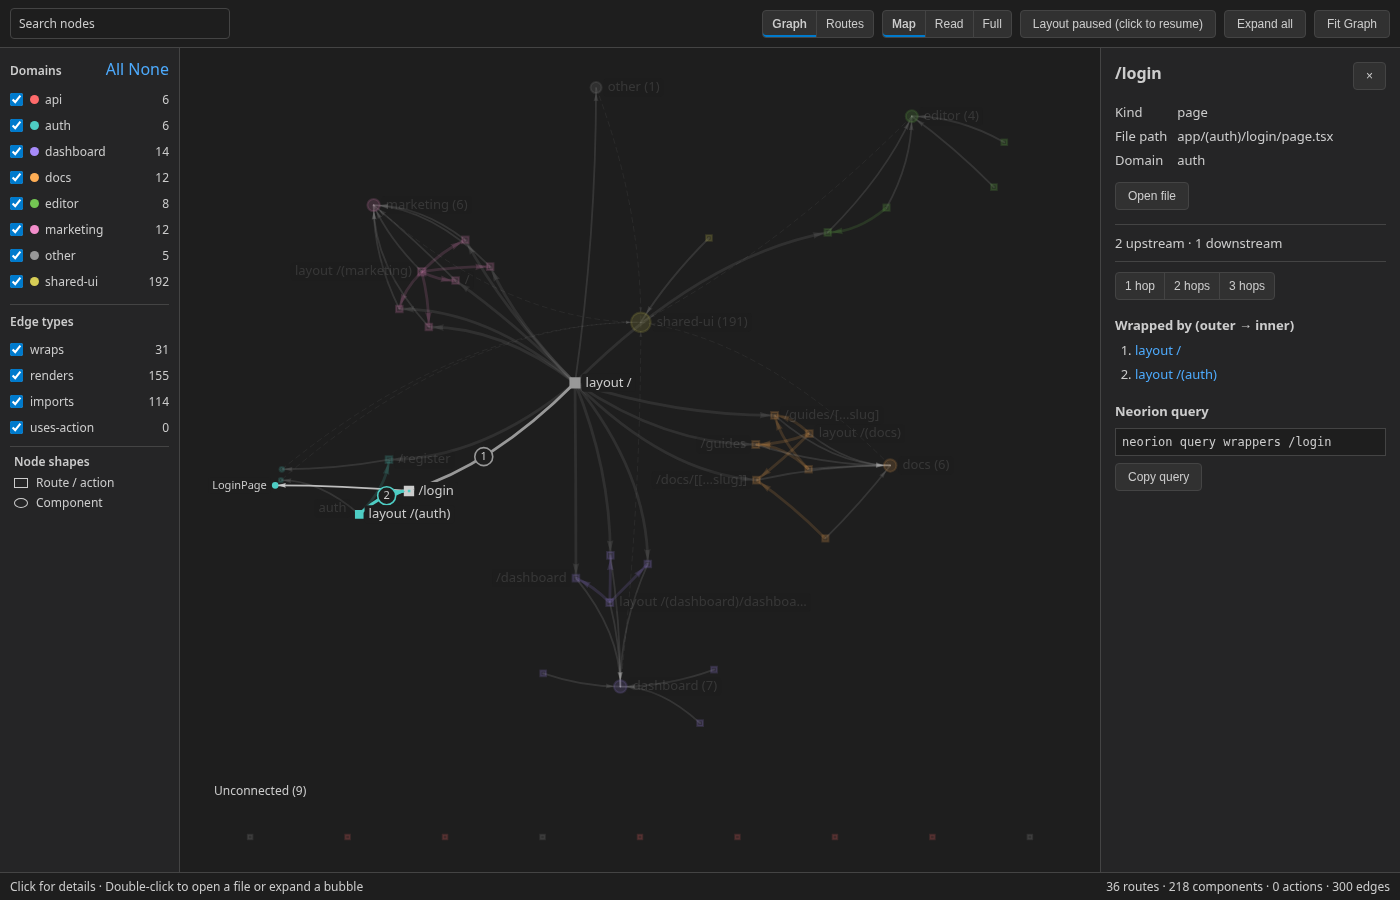 Search nodes
Graph Routes Map Read Full Layout paused (click to resume) Expand all Fit Graph
Domains All None
api 6
auth 6
dashboard 14
docs 12
editor 8
marketing 12
other 5
shared-ui 192
Edge types
wraps 31
renders 155
imports 114
uses-action 0
Node shapes
Route / action
Component
other (1)
editor (4)
marketing (6)
layout /(marketing)
/
shared-ui (191)
layout /
/guides/[...slug]
layout /(docs)
/guides
docs (6)
/docs/[[...slug]]
/register
1
LoginPage
2
/login
auth
layout /(auth)
/dashboard
layout /(dashboard)/dashboa...
dashboard (7)
Unconnected (9)
/login ×
Kind page
File path app/(auth)/login/page.tsx
Domain auth
Open file
2 upstream · 1 downstream
1 hop 2 hops 3 hops
Wrapped by (outer → inner)
1. layout /
2. layout /(auth)
Neorion query
neorion query wrappers /login
Copy query
Click for details · Double-click to open a file or expand a bubble
36 routes · 218 components · 0 actions · 300 edges